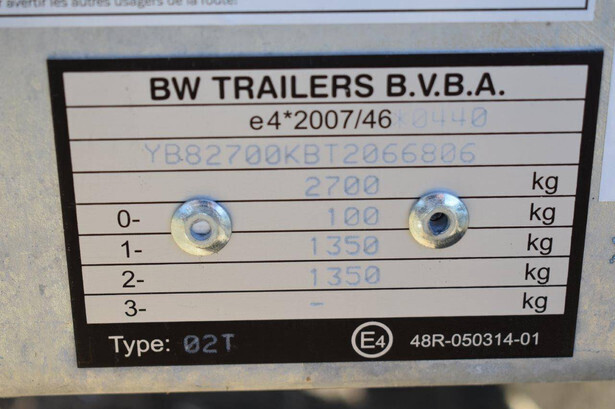 avertir les autres usagers de la route.
BW TRAILERS B.V.B.A.
e4*2007/46*0440
YB82700KBT2066806
2700 kg
0- 100 kg
1- 1350 kg
2- 1350 kg
3- - kg
Type: 02T E4 48R-050314-01